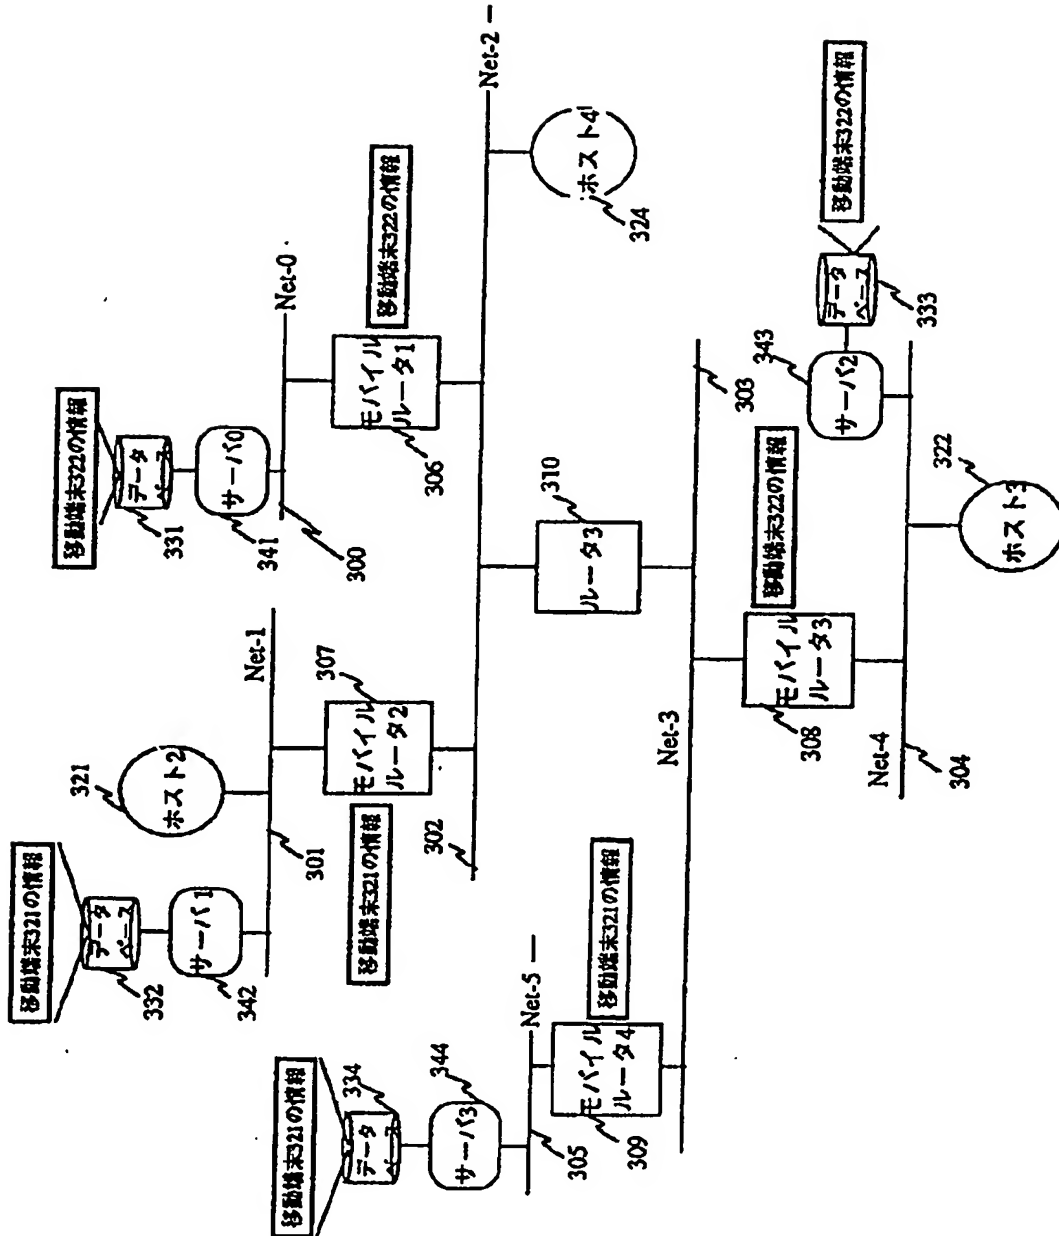 移動端末321の情報
データ
ベース
332
サーバ1
342
321
ホスト2
Net-1
301
モバイル
ルータ2
307
移動端末321の情報
302
移動端末322の情報
データ
ベース
331
サーバ0
341
Net-0
300
モバイル
ルータ1
306
移動端末322の情報
Net-2
ホスト4
324
ルータ3
310
移動端末321の情報
データ
ベース
334
サーバ3
344
Net-5
305
モバイル
ルータ4
309
移動端末321の情報
Net-3
303
モバイル
ルータ3
308
移動端末322の情報
Net-4
304
サーバ2
343
データ
ベース
333
移動端末322の情報
ホスト3
322